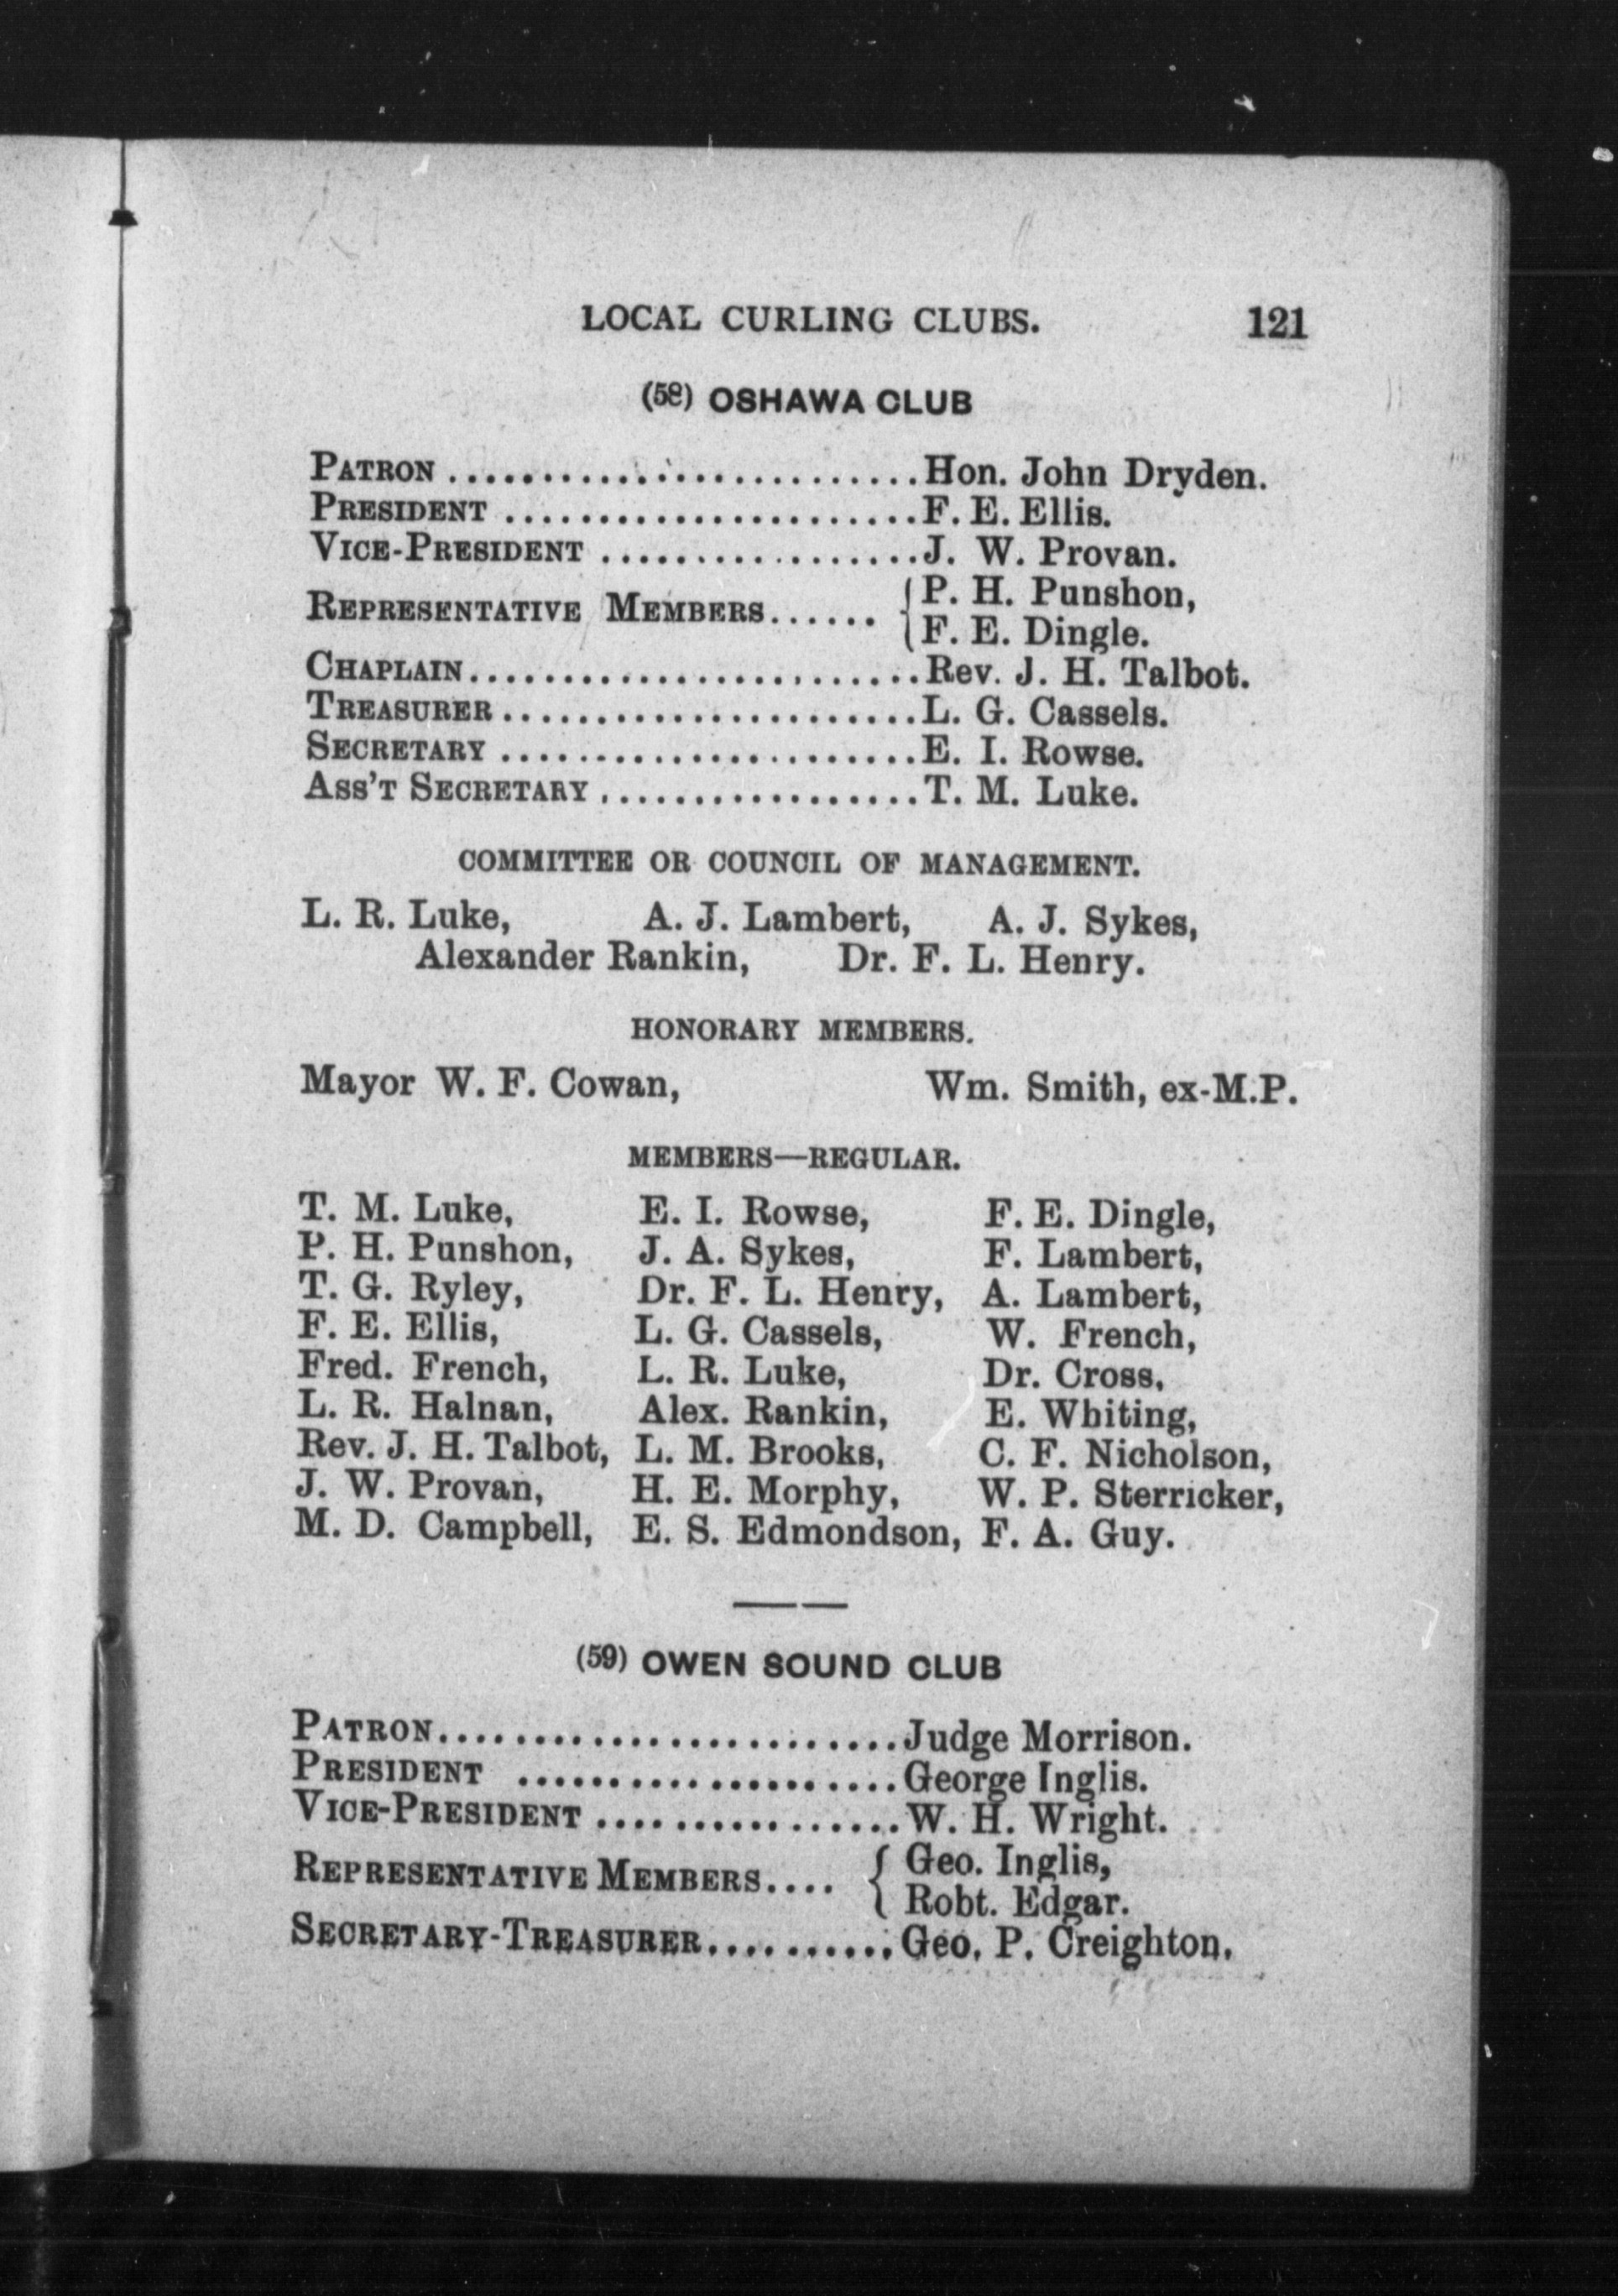 LOCAL CURLING CLUBS. 121
(58) OSHAWA CLUB
PATRON ..........................Hon. John Dryden.
PRESIDENT .......................F. E. Ellis.
VICE-PRESIDENT ..................J. W. Provan.
REPRESENTATIVE MEMBERS...... { P. H. Punshon,
F. E. Dingle.
CHAPLAIN.........................Rev. J. H. Talbot.
TREASURER.......................L. G. Cassels.
SECRETARY .......................E. I. Rowse.
ASS'T SECRETARY..................T. M. Luke.
COMMITTEE OR COUNCIL OF MANAGEMENT.
L. R. Luke, A. J. Lambert, A. J. Sykes,
Alexander Rankin, Dr. F. L. Henry.
HONORARY MEMBERS.
Mayor W. F. Cowan, Wm. Smith, ex-M.P.
MEMBERS—REGULAR.
T. M. Luke, E. I. Rowse, F. E. Dingle,
P. H. Punshon, J. A. Sykes, F. Lambert,
T. G. Ryley, Dr. F. L. Henry, A. Lambert,
F. E. Ellis, L. G. Cassels, W. French,
Fred. French, L. R. Luke, Dr. Cross,
L. R. Halnan, Alex. Rankin, E. Whiting,
Rev. J. H. Talbot, L. M. Brooks, C. F. Nicholson,
J. W. Provan, H. E. Morphy, W. P. Sterricker,
M. D. Campbell, E. S. Edmondson, F. A. Guy.
(59) OWEN SOUND CLUB
PATRON.........................Judge Morrison.
PRESIDENT ....................George Inglis.
VICE-PRESIDENT ................W. H. Wright.
REPRESENTATIVE MEMBERS.... { Geo. Inglis,
Robt. Edgar.
SECRETARY-TREASURER..........Geo. P. Creighton.